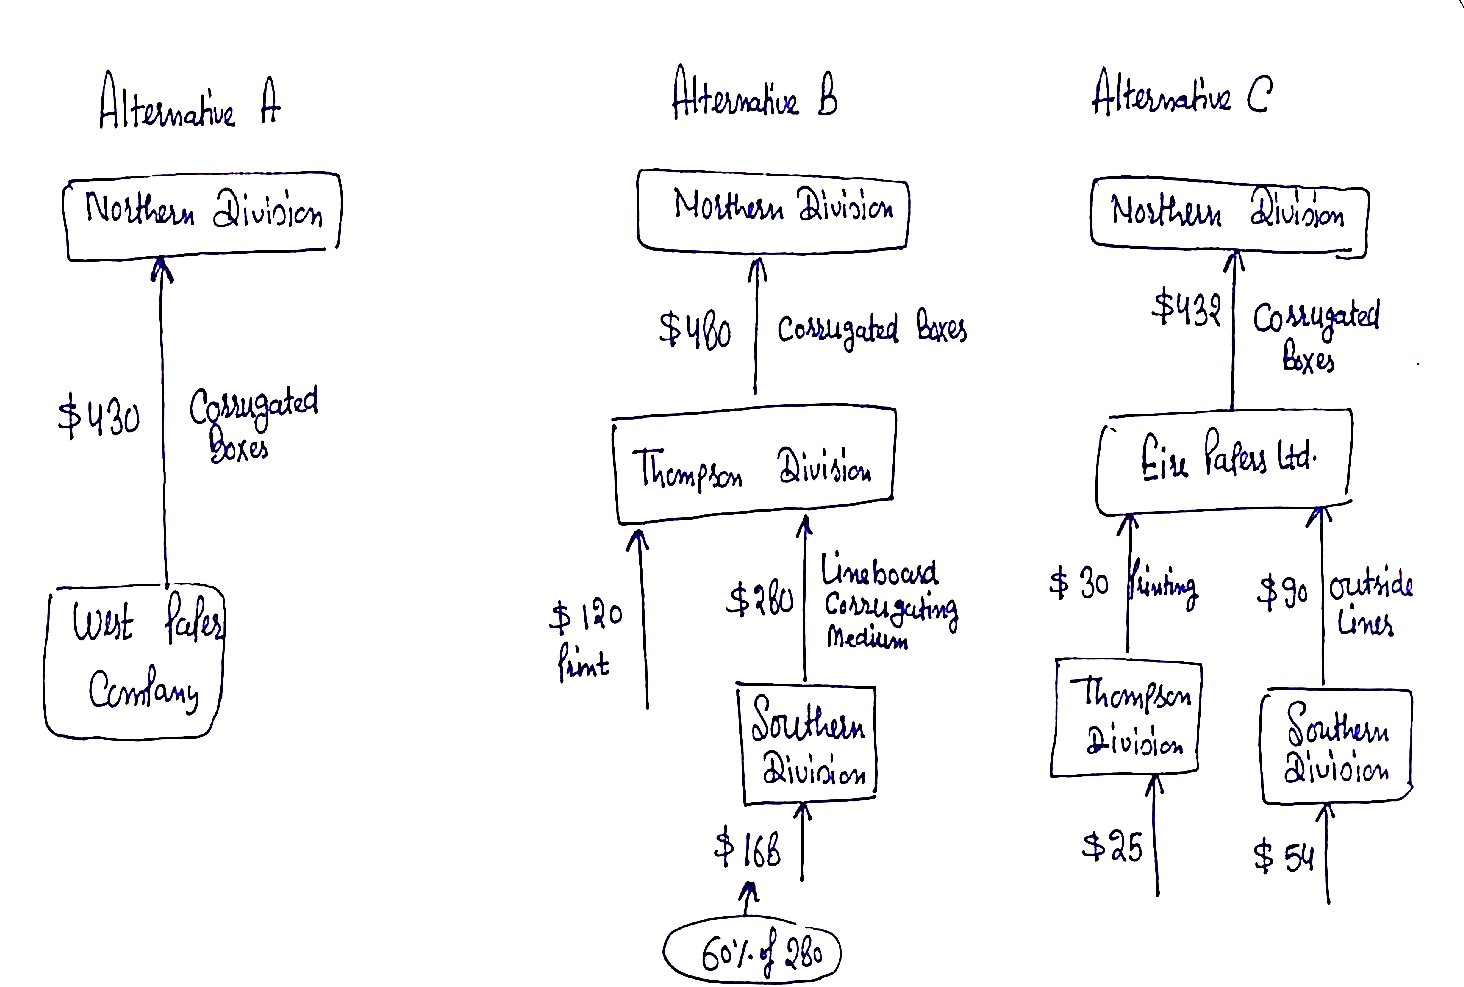 Alternative A
Northern Division
$430
Corrugated
Boxes
West Paper
Company
Alternative B
Northern Division
$480
Corrugated Boxes
Thompson Division
$120
Print
$280
Lineboard
Corrugating
Medium
Southern
Division
$168
60% of 280
Alternative C
Northern Division
$432
Corrugated
Boxes
Eire Papers Ltd.
$30
Printing
$90
outside
Lines
Thompson
Division
Southern
Division
$25
$54